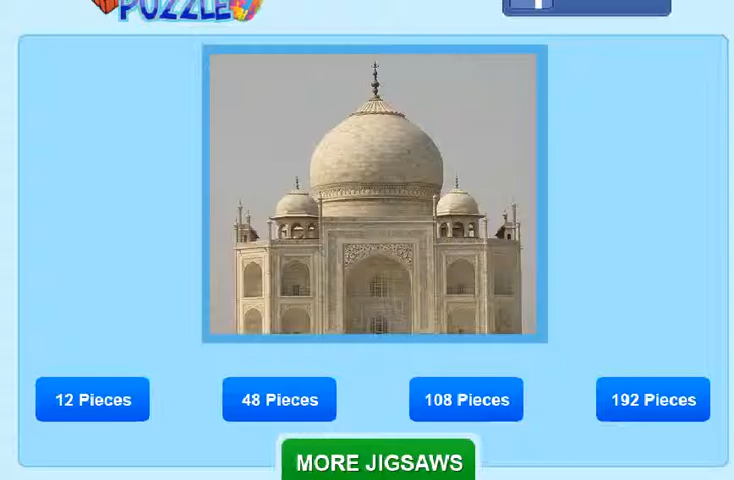 PUZZLE
12 Pieces
48 Pieces
108 Pieces
192 Pieces
MORE JIGSAWS